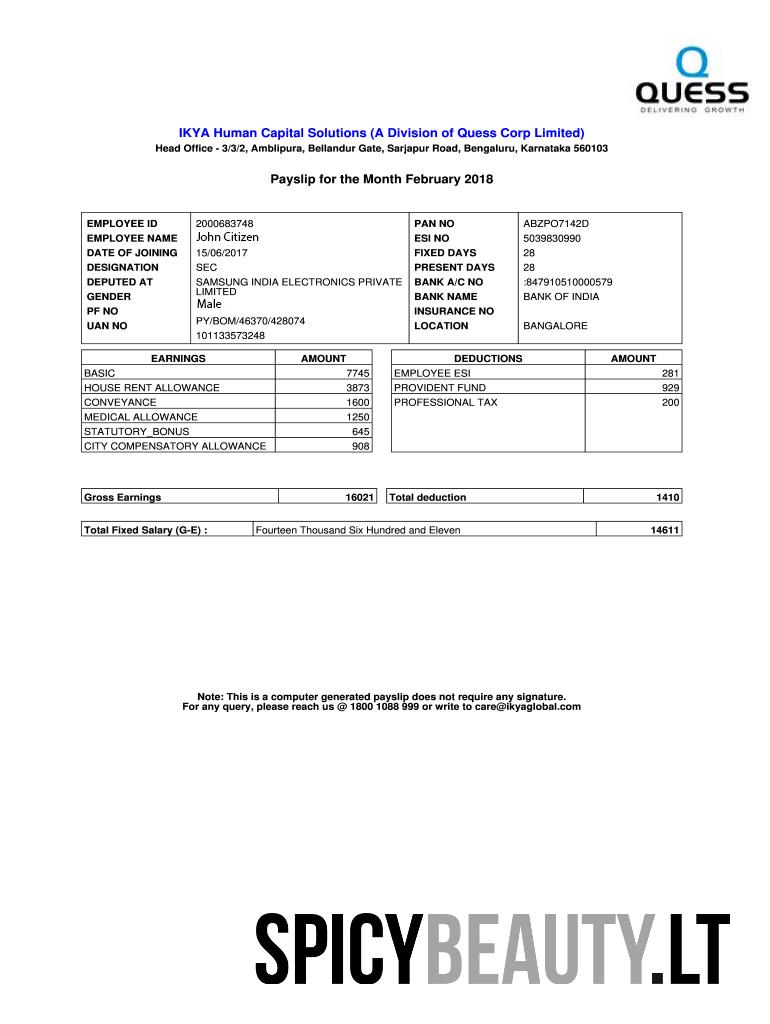 QUESS
DELIVERING GROWTH
IKYA Human Capital Solutions (A Division of Quess Corp Limited)
Head Office - 3/3/2, Amblipura, Bellandur Gate, Sarjapur Road, Bengaluru, Karnataka 560103
Payslip for the Month February 2018
EMPLOYEE ID 2000683748 PAN NO ABZPO7142D
EMPLOYEE NAME John Citizen ESI NO 5039830990
DATE OF JOINING 15/06/2017 FIXED DAYS 28
DESIGNATION SEC PRESENT DAYS 28
DEPUTED AT SAMSUNG INDIA ELECTRONICS PRIVATE LIMITED BANK A/C NO :847910510000579
GENDER Male BANK NAME BANK OF INDIA
PF NO PY/BOM/46370/428074 INSURANCE NO
UAN NO 101133573248 LOCATION BANGALORE
EARNINGS AMOUNT DEDUCTIONS AMOUNT
BASIC 7745 EMPLOYEE ESI 281
HOUSE RENT ALLOWANCE 3873 PROVIDENT FUND 929
CONVEYANCE 1600 PROFESSIONAL TAX 200
MEDICAL ALLOWANCE 1250
STATUTORY_BONUS 645
CITY COMPENSATORY ALLOWANCE 908
Gross Earnings 16021 Total deduction 1410
Total Fixed Salary (G-E) : Fourteen Thousand Six Hundred and Eleven 14611
Note: This is a computer generated payslip does not require any signature.
For any query, please reach us @ 1800 1088 999 or write to care@ikyaglobal.com
SPICYBEAUTY.LT